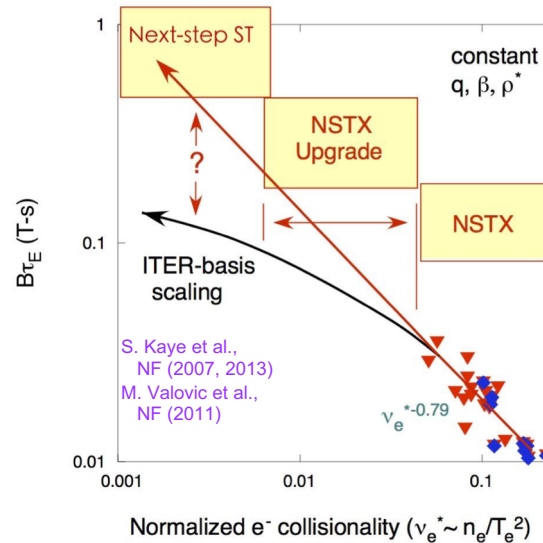 1
Next-step ST
constant
q, β, ρ*
NSTX
Upgrade
?
NSTX
0.1
BτE (T-s)
ITER-basis
scaling
S. Kaye et al.,
NF (2007, 2013)
M. Valovic et al.,
NF (2011)
νe*-0.79
0.01
0.001
0.01
0.1
Normalized e- collisionality (νe*~ ne/Te2)